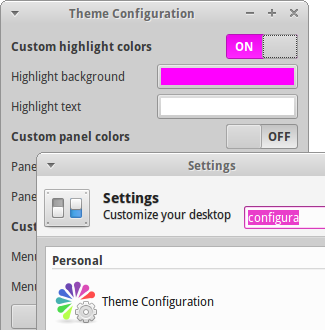 Theme Configuration
Custom highlight colors
ON
Highlight background
Highlight text
Custom panel colors
OFF
Pane
Pane
Cust
Menu
Menu
Settings
Settings
Customize your desktop
configura
Personal
Theme Configuration